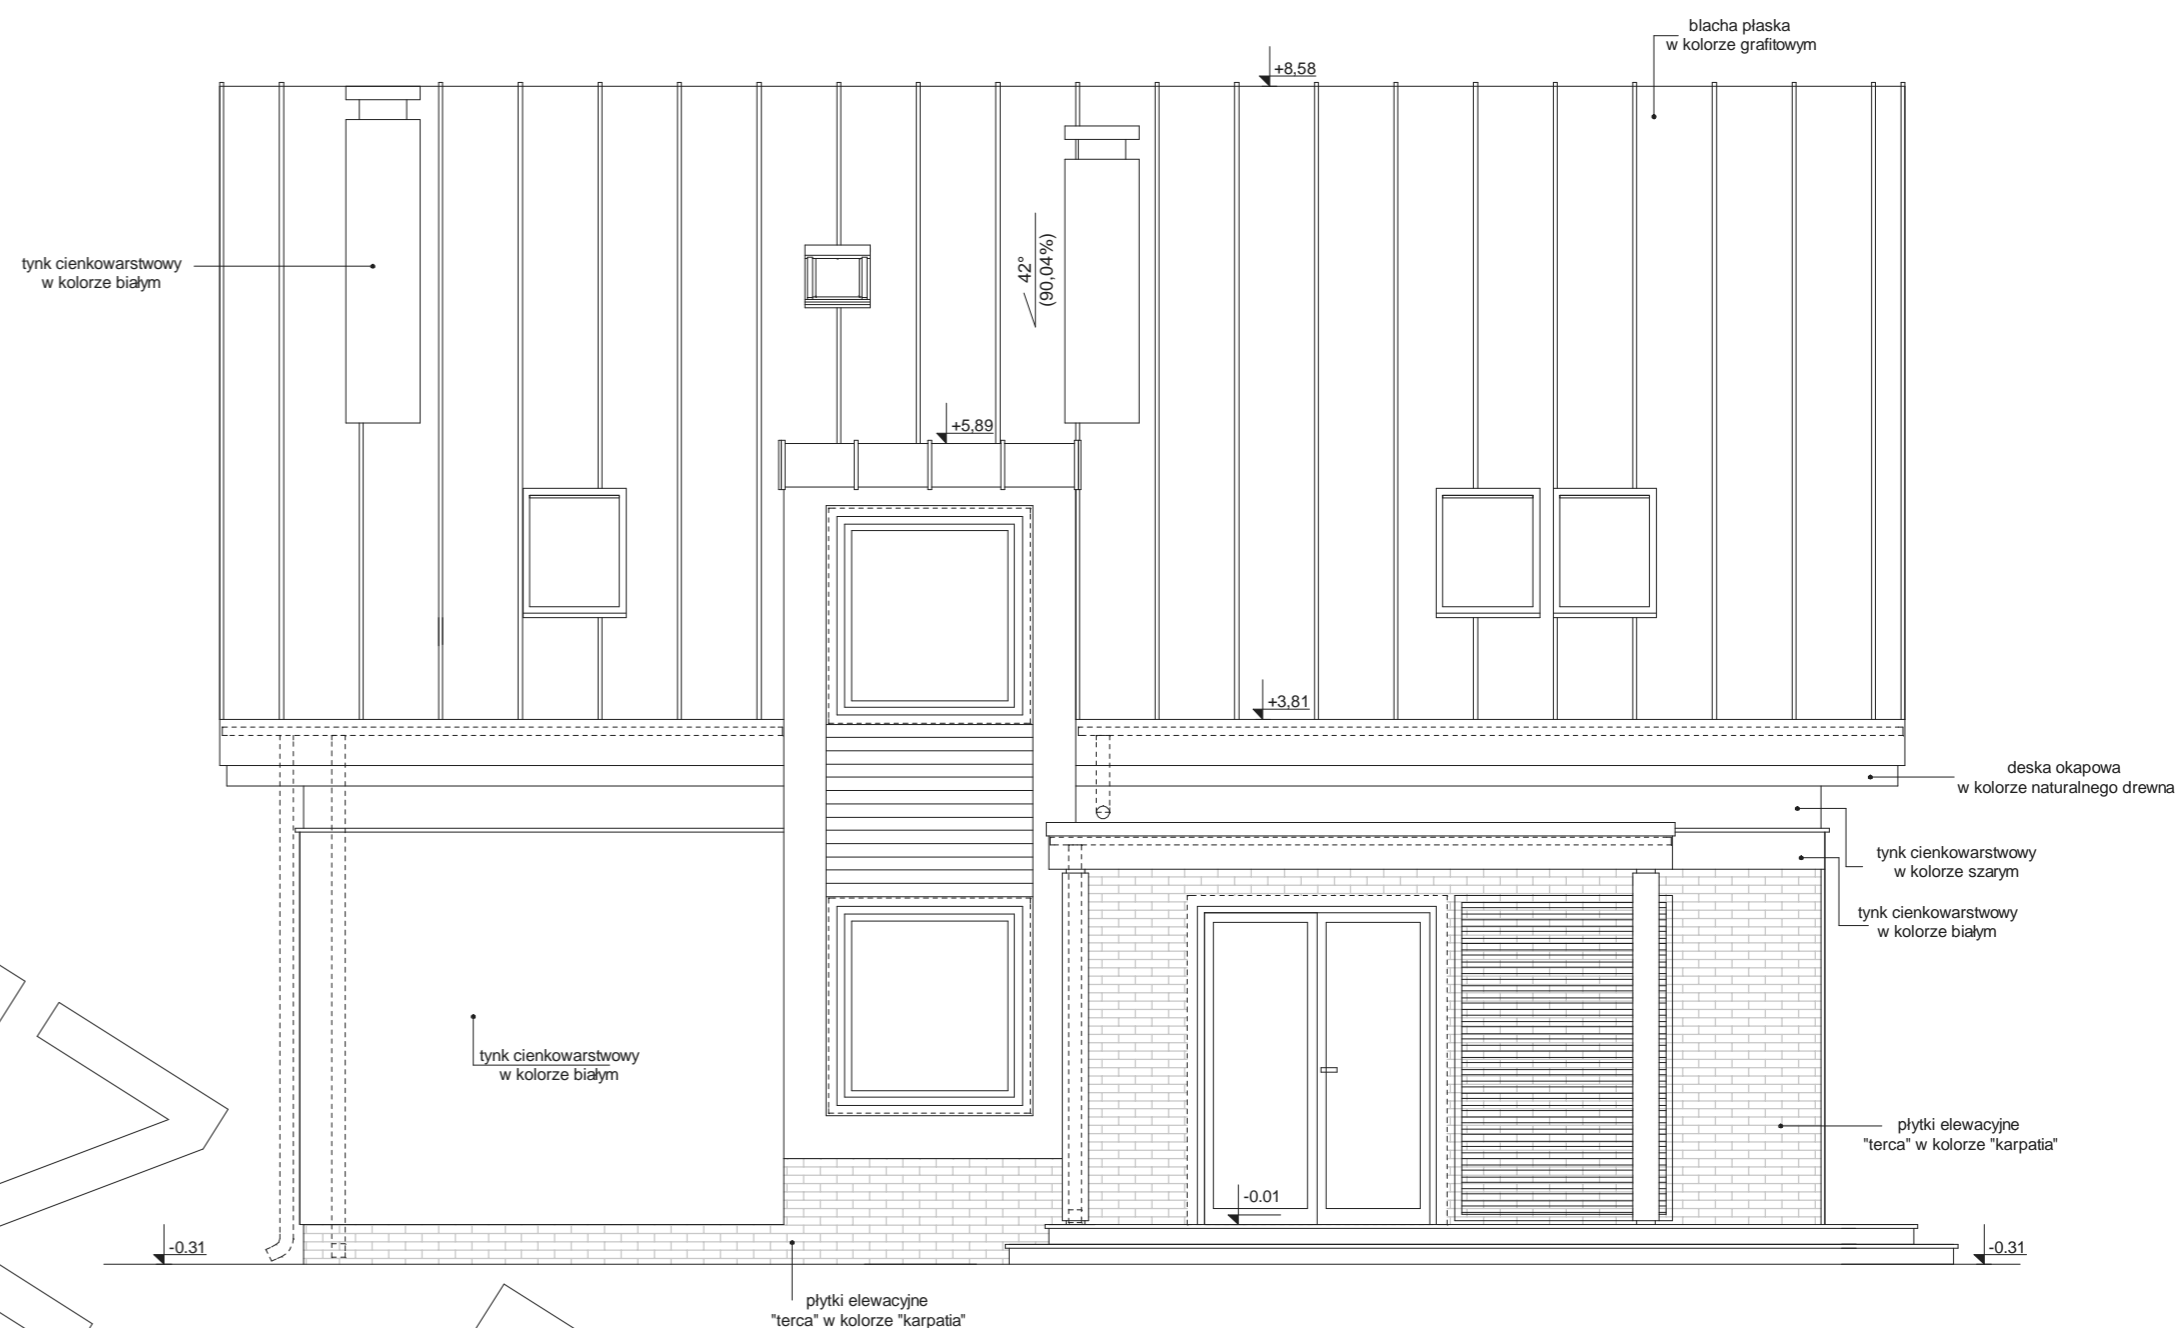 blacha płaska
w kolorze grafitowym
+8,58
tynk cienkowarstwowy
w kolorze białym
42°
(90,04%)
+5,89
+3,81
deska okapowa
w kolorze naturalnego drewna
tynk cienkowarstwowy
w kolorze szarym
tynk cienkowarstwowy
w kolorze białym
tynk cienkowarstwowy
w kolorze białym
płytki elewacyjne
"terca" w kolorze "karpatia"
-0.01
-0.31
-0.31
płytki elewacyjne
"terca" w kolorze "karpatia"